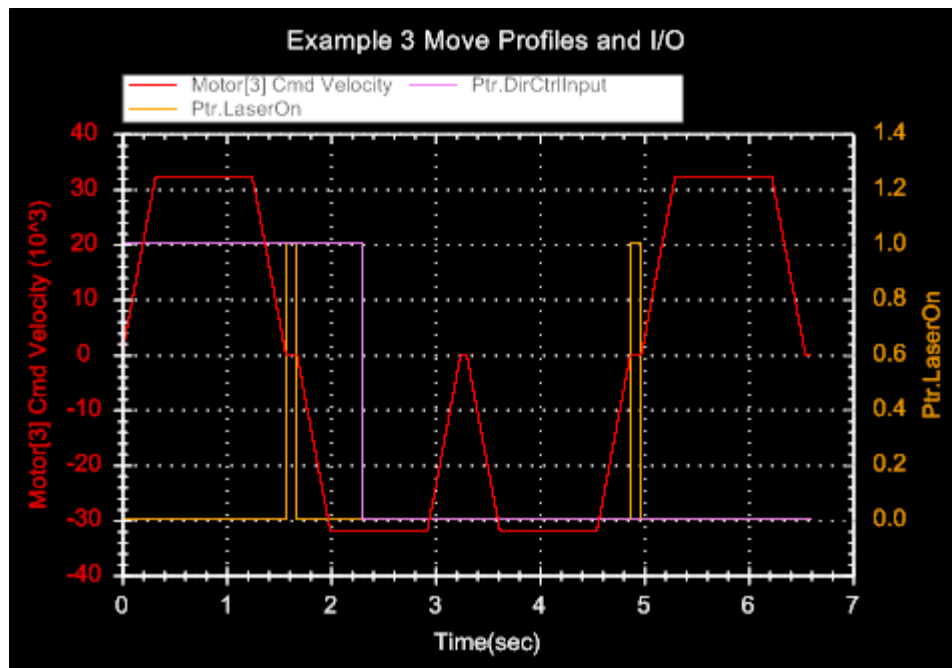 Example 3 Move Profiles and I/O
Motor[3] Cmd Velocity Ptr.DirCtrlInput
Ptr.LaserOn
40 1.4
30 1.2
20 1.0
10 0.8
0 0.6
-10 0.4
-20 0.2
-30 0.0
-40
Motor[3] Cmd Velocity (10^3)
Ptr.LaserOn
0 1 2 3 4 5 6 7
Time(sec)